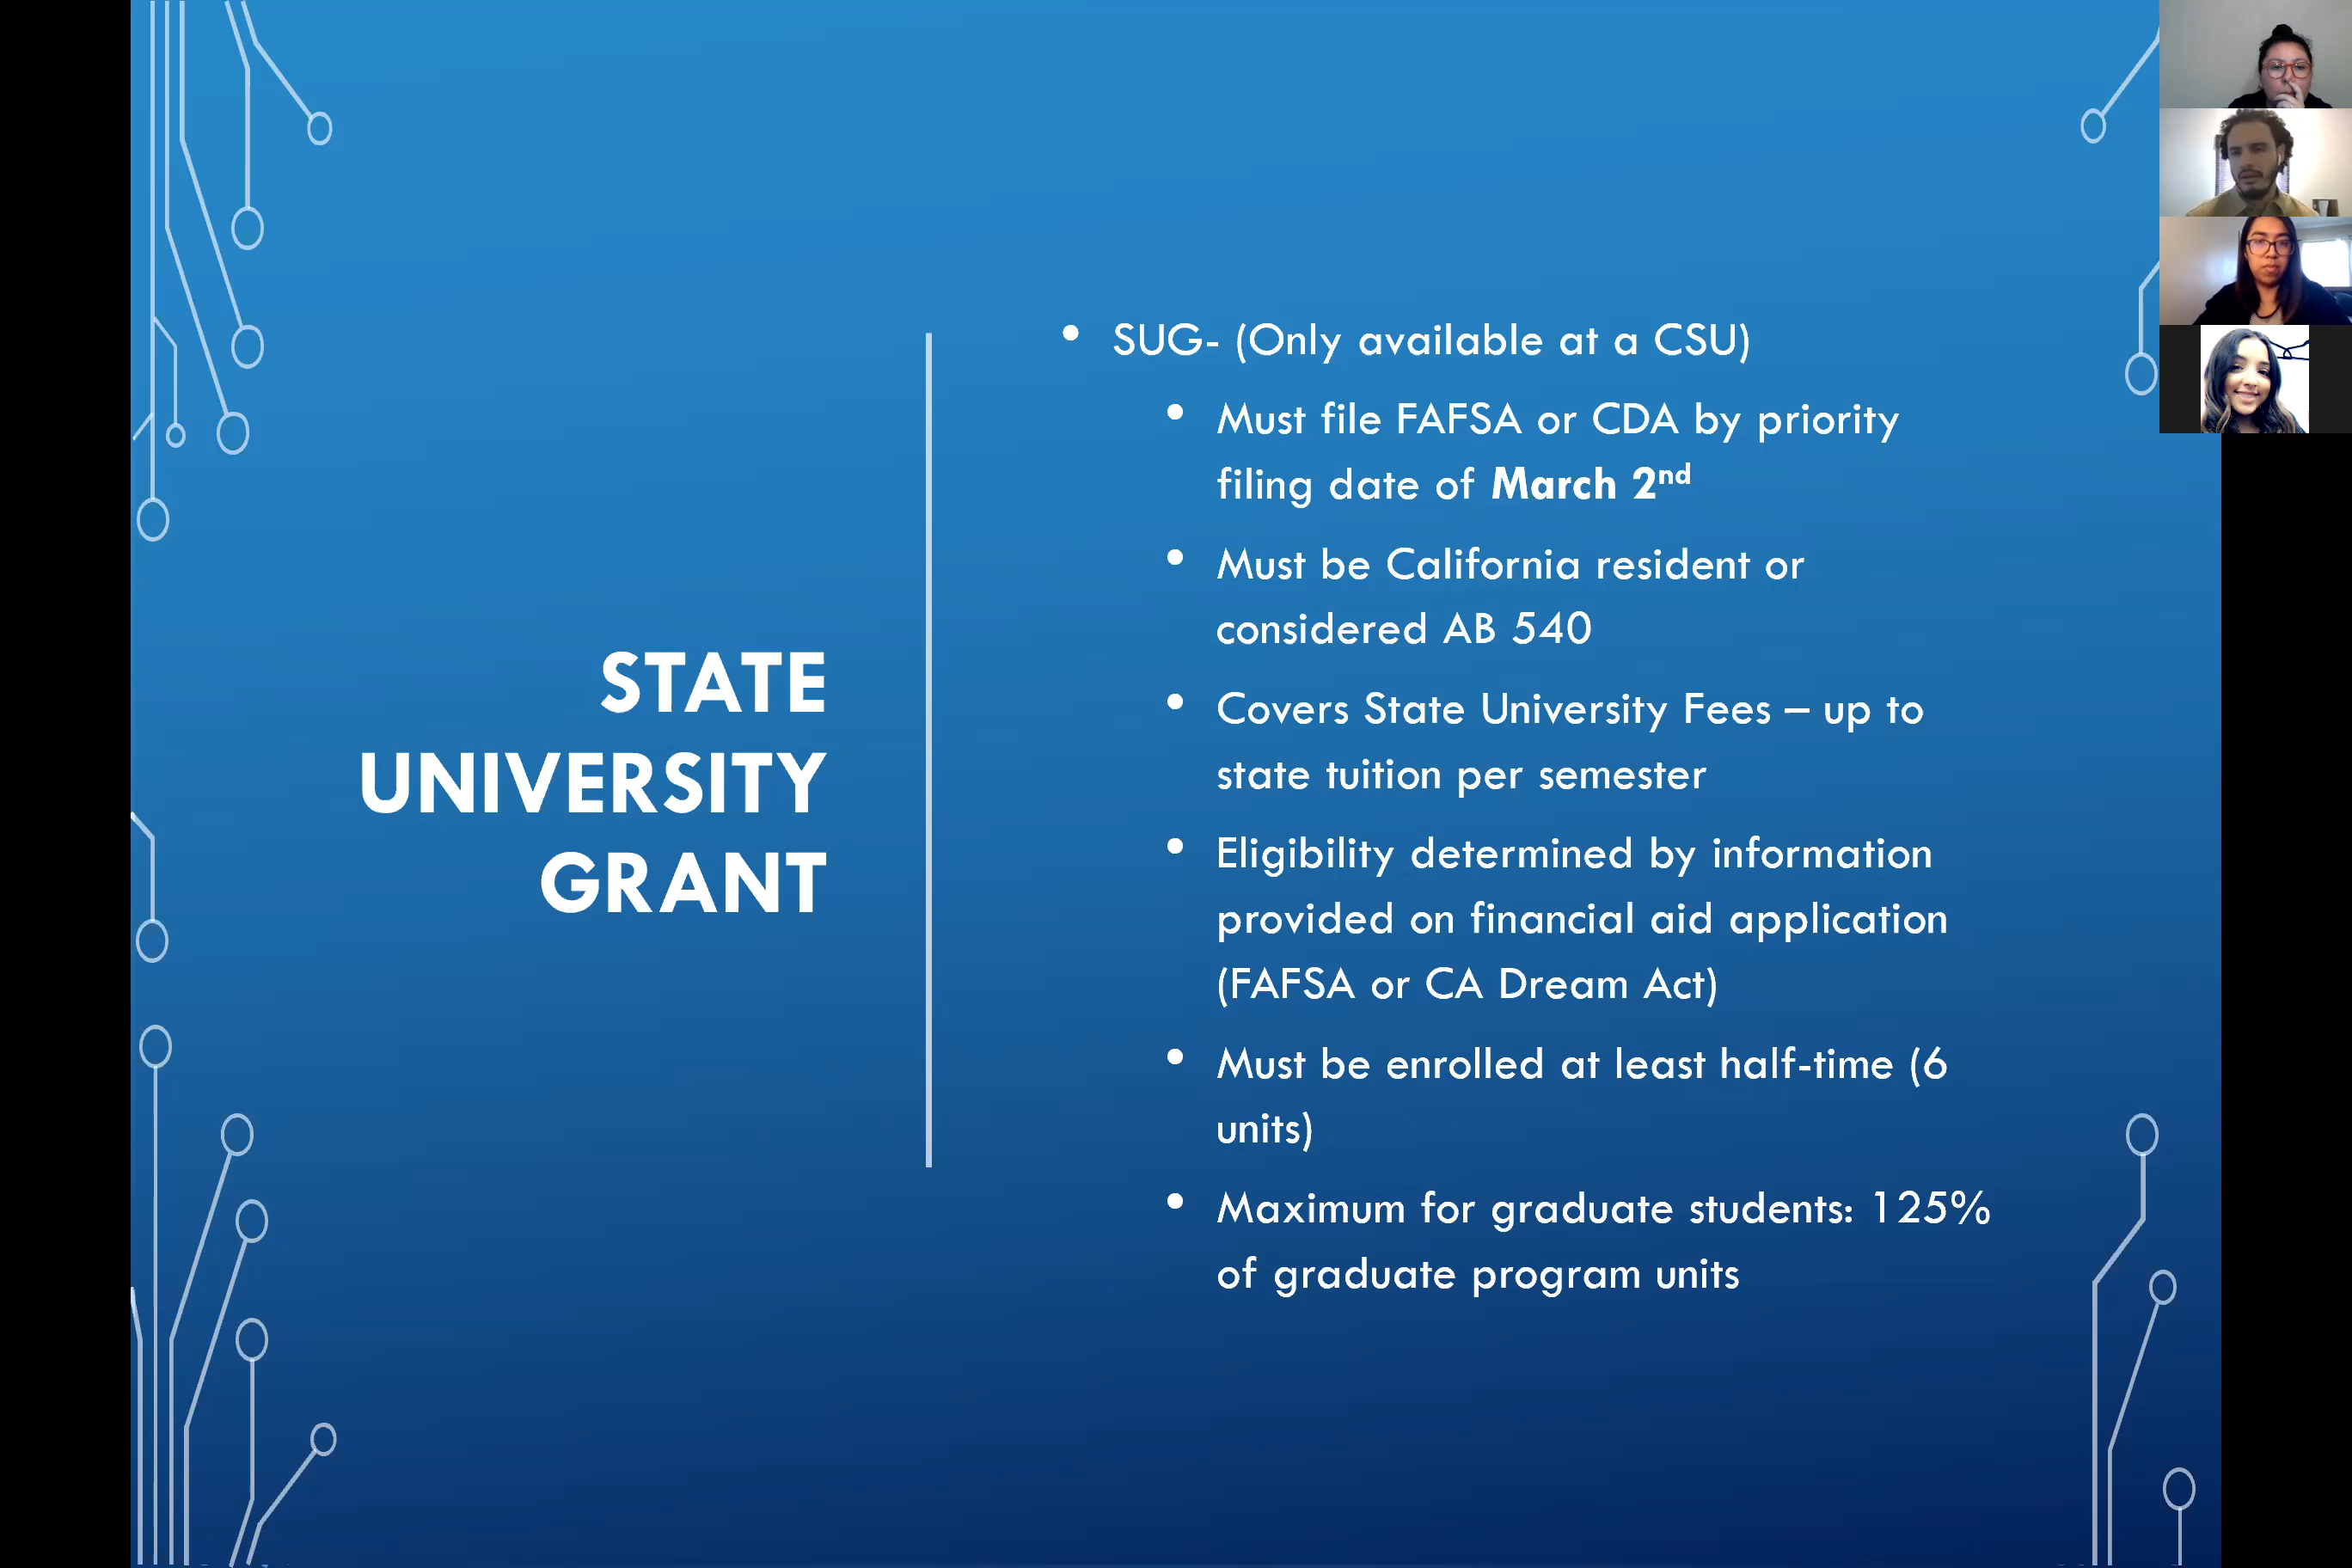 STATE
UNIVERSITY
GRANT
• SUG- (Only available at a CSU)
• Must file FAFSA or CDA by priority
filing date of March 2nd
• Must be California resident or
considered AB 540
• Covers State University Fees – up to
state tuition per semester
• Eligibility determined by information
provided on financial aid application
(FAFSA or CA Dream Act)
• Must be enrolled at least half-time (6
units)
• Maximum for graduate students: 125%
of graduate program units